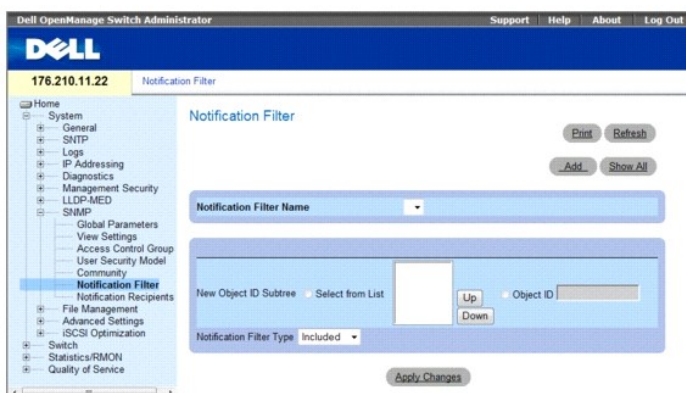 Dell OpenManage Switch Administrator
Support Help About Log Out
DELL
176.210.11.22
Notification Filter
Home
System
General
SNTP
Logs
IP Addressing
Diagnostics
Management Security
LLDP-MED
SNMP
Global Parameters
View Settings
Access Control Group
User Security Model
Community
Notification Filter
Notification Recipients
File Management
Advanced Settings
iSCSI Optimization
Switch
Statistics/RMON
Quality of Service
Notification Filter
Print Refresh
Add Show All
Notification Filter Name
New Object ID Subtree Select from List Up Object ID
Down
Notification Filter Type Included
Apply Changes